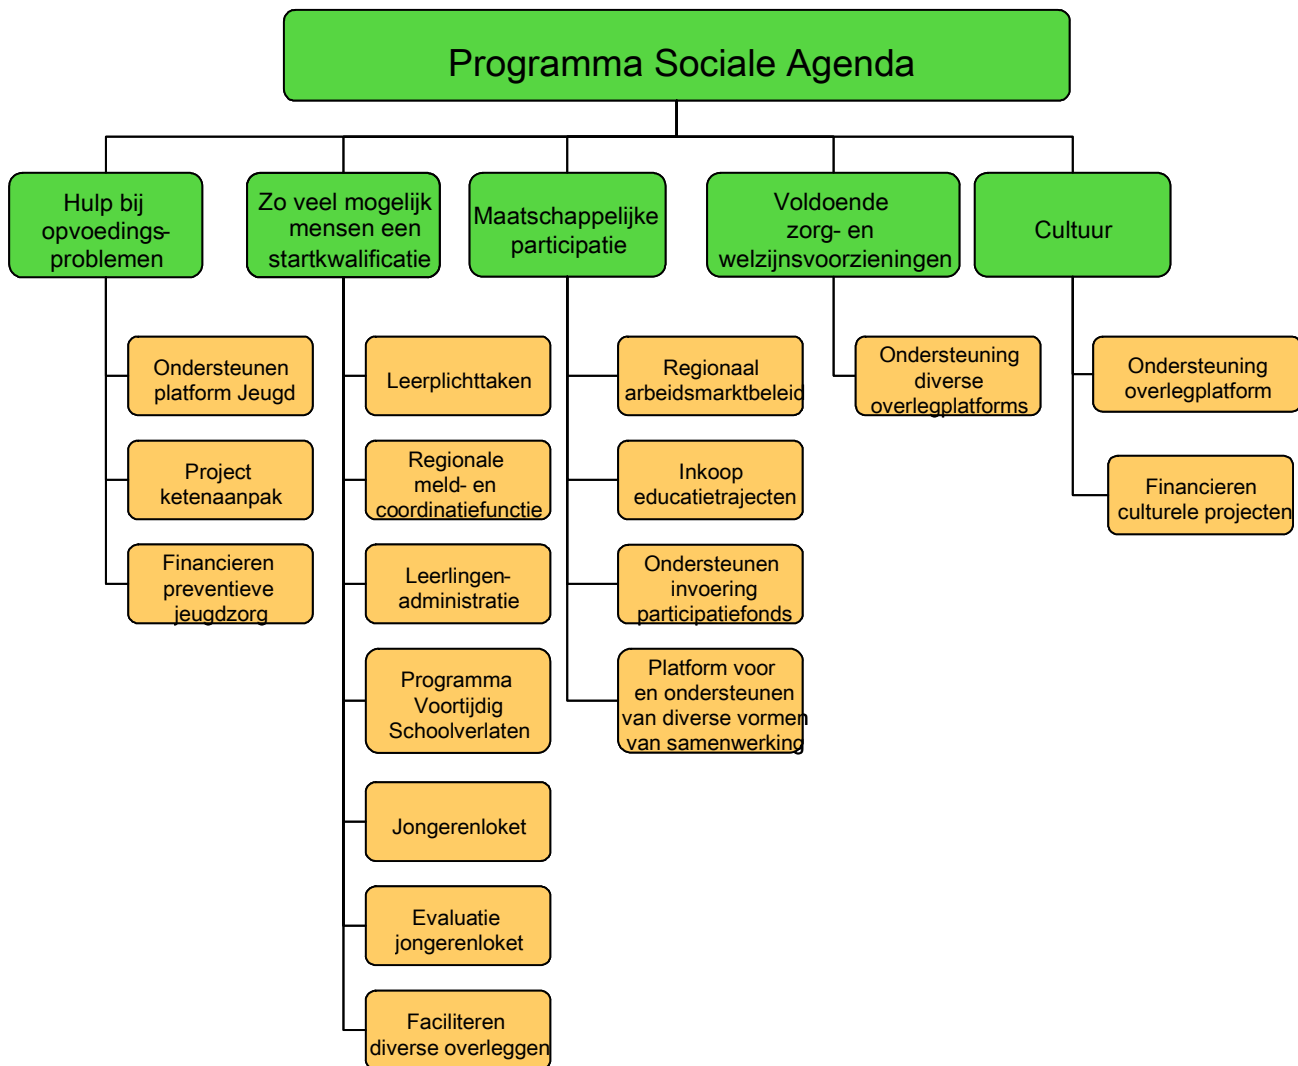 Programma Sociale Agenda
Hulp bij
opvoedings-
problemen
Zo veel mogelijk
mensen een
startkwalificatie
Maatschappelijke
participatie
Voldoende
zorg- en
welzijnsvoorzieningen
Cultuur
Ondersteunen
platform Jeugd
Project
ketenaanpak
Financieren
preventieve
jeugdzorg
Leerplichttaken
Regionale
meld- en
coordinatiefunctie
Leerlingen-
administratie
Programma
Voortijdig
Schoolverlaten
Jongerenloket
Evaluatie
jongerenloket
Faciliteren
diverse overleggen
Regionaal
arbeidsmarktbeleid
Inkoop
educatietrajecten
Ondersteunen
invoering
participatiefonds
Platform voor
en ondersteunen
van diverse vormen
van samenwerking
Ondersteuning
diverse
overlegplatforms
Ondersteuning
overlegplatform
Financieren
culturele projecten